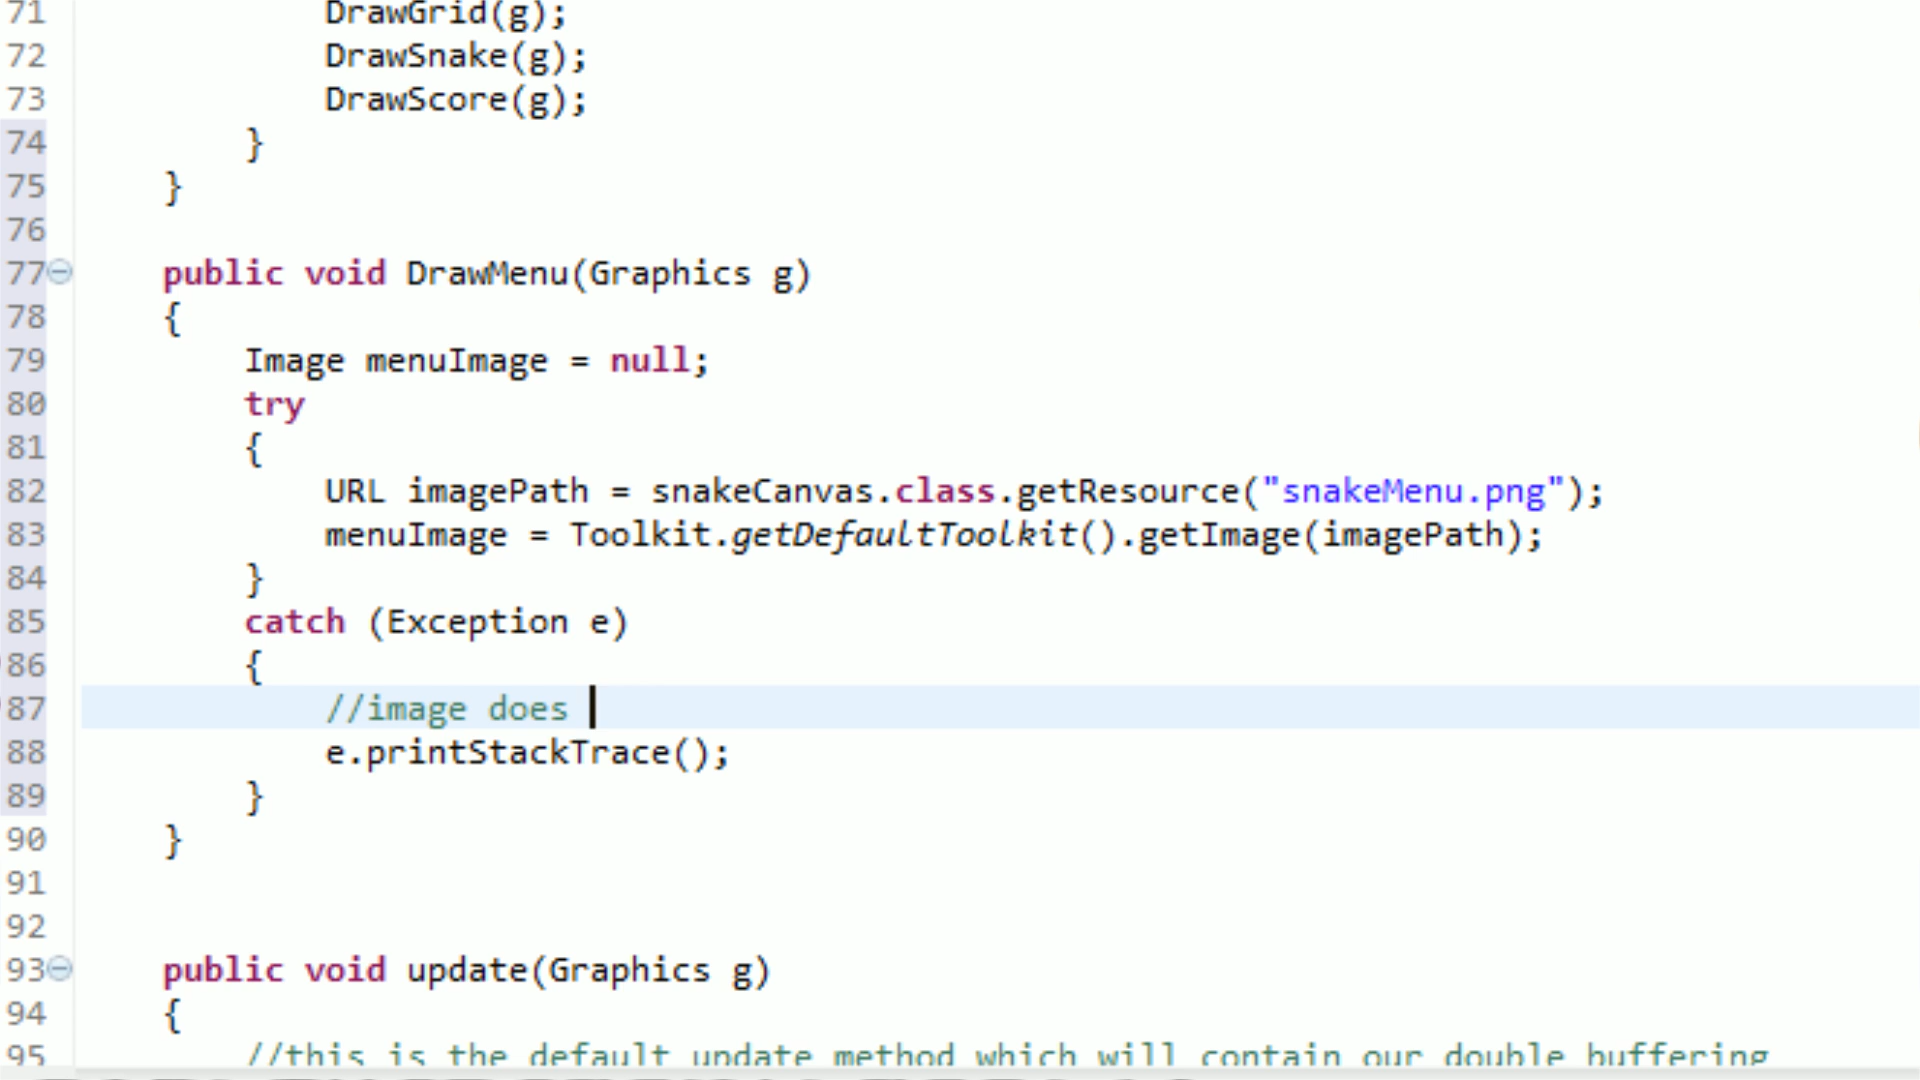 71 DrawGrid(g);
72 DrawSnake(g);
73 DrawScore(g);
74 }
75 }
76
77 public void DrawMenu(Graphics g)
78 {
79 Image menuImage = null;
80 try
81 {
82 URL imagePath = snakeCanvas.class.getResource("snakeMenu.png");
83 menuImage = Toolkit.getDefaultToolkit().getImage(imagePath);
84 }
85 catch (Exception e)
86 {
87 //image does
88 e.printStackTrace();
89 }
90 }
91
92
93 public void update(Graphics g)
94 {
95 //this is the default update method which will contain our double buffering